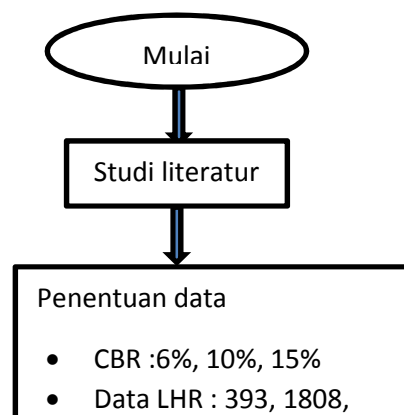 Mulai
Studi literatur
Penentuan data
• CBR :6%, 10%, 15%
• Data LHR : 393, 1808,